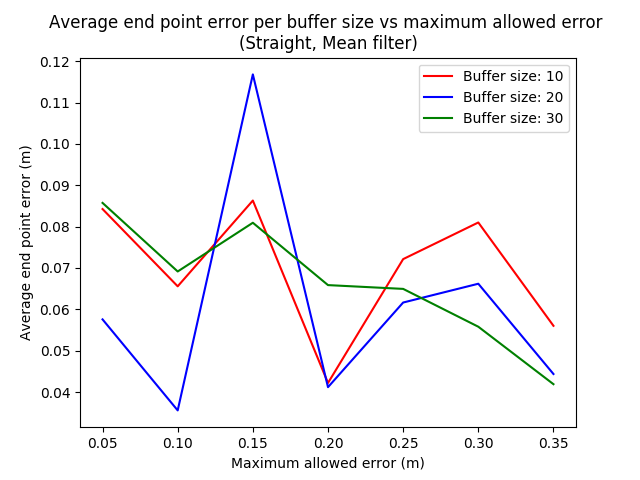 Average end point error per buffer size vs maximum allowed error
(Straight, Mean filter)
Buffer size: 10
Buffer size: 20
Buffer size: 30
Average end point error (m)
0.12
0.11
0.10
0.09
0.08
0.07
0.06
0.05
0.04
0.05
0.10
0.15
0.20
0.25
0.30
0.35
Maximum allowed error (m)